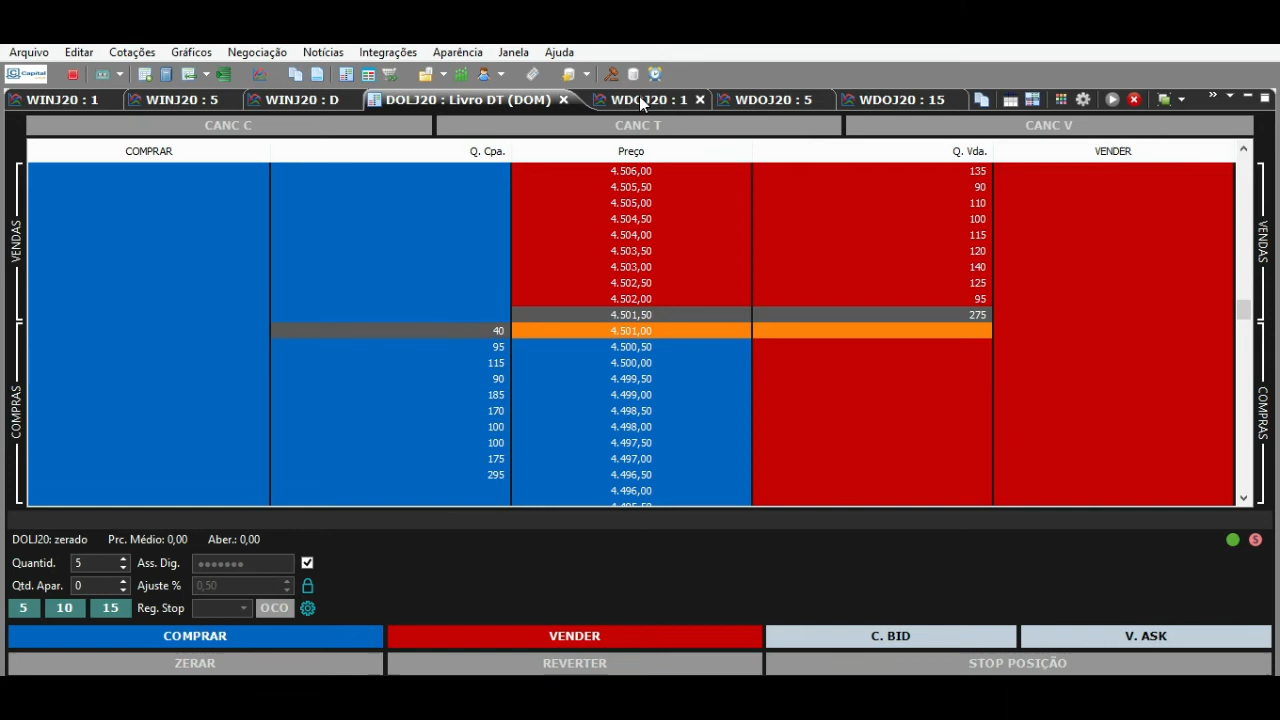 Arquivo Editar Cotações Gráficos Negociação Notícias Integrações Aparência Janela Ajuda
Capital
WINJ20 : 1 WINJ20 : 5 WINJ20 : D DOLJ20 : Livro DT (DOM) WDOJ20 : 1 WDOJ20 : 5 WDOJ20 : 15
CANC C CANC T CANC V
COMPRAR Q. Cpa. Preço Q. Vda. VENDER
4.506,00 135
4.505,50 90
4.505,00 110
4.504,50 100
4.504,00 115
4.503,50 120
4.503,00 140
4.502,50 125
4.502,00 95
4.501,50 275
40 4.501,00
95 4.500,50
115 4.500,00
90 4.499,50
185 4.499,00
170 4.498,50
100 4.498,00
100 4.497,50
175 4.497,00
295 4.496,50
4.496,00
4.495,50
VENDAS VENDAS
COMPRAS COMPRAS
DOLJ20: zerado Prc. Médio: 0,00 Aber.: 0,00 S
Quantid. 5 Ass. Dig. •••••••
Qtd. Apar. 0 Ajuste % 0,50
5 10 15 Reg. Stop OCO
COMPRAR VENDER C. BID V. ASK
ZERAR REVERTER STOP POSIÇÃO